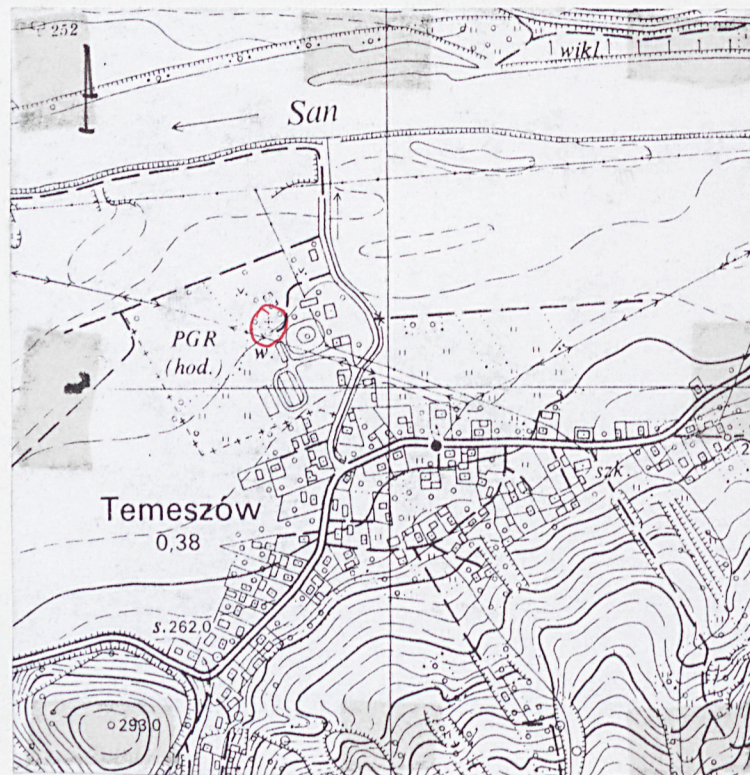 252
wikl.
San
PGR
(hod.)
w
szk.
Temeszów
0,38
s.262,0
293,0